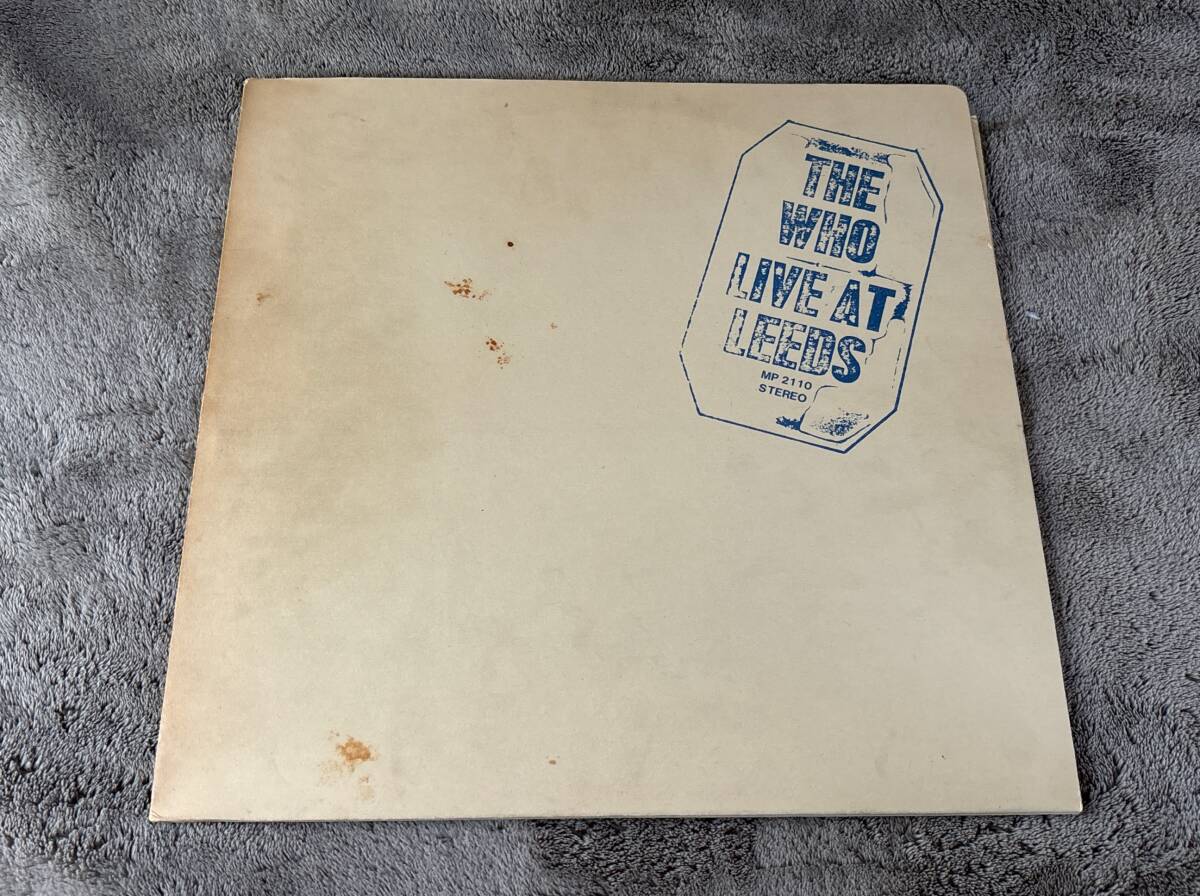 THE
WHO
LIVE AT
LEEDS
MP 2110
STEREO